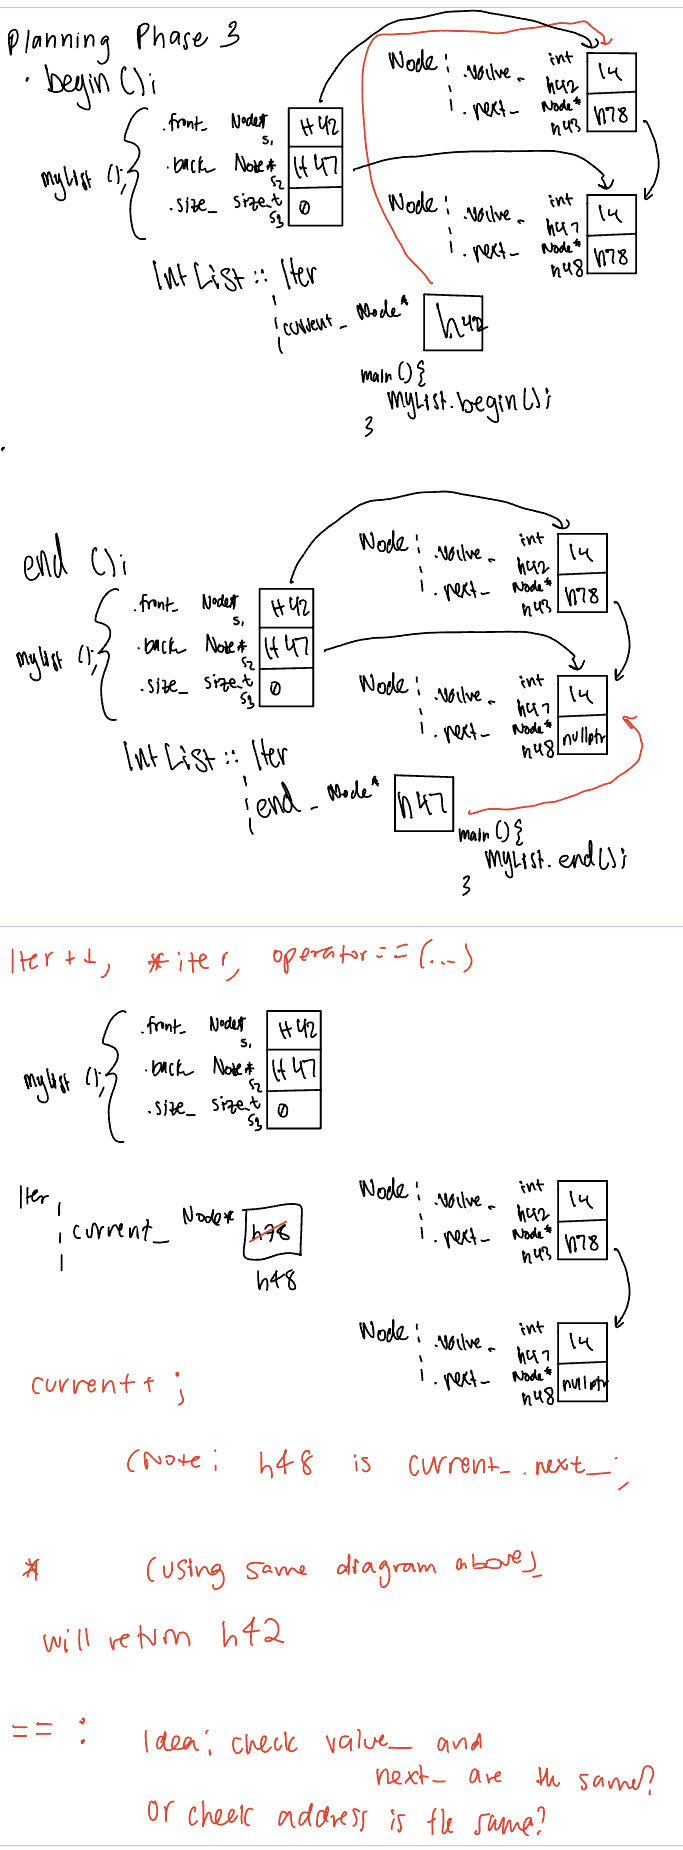 Planning Phase 3
. begin ();
Node: .value_ int h42 14
.next_ Node* h43 h78
.front_ Node* s1 H42
mylist (); .back_ Node* s2 H47
.size_ size_t s3 0
Node: .value_ int h47 14
.next_ Node* h48 h78
IntList :: Iter
current_ Node* h42
main () {
myList.begin();
}
end ();
Node: .value_ int h42 14
.next_ Node* h43 h78
.front_ Node* s1 H42
mylist (); .back_ Node* s2 H47
.size_ size_t s3 0
Node: .value_ int h47 14
.next_ Node* h48 nullptr
IntList :: Iter
end_ Node* h47
main () {
myList.end();
}
Iter++, *iter, operator==(...)
.front_ Node* s1 H42
mylist (); .back_ Node* s2 H47
.size_ size_t s3 0
Iter
current_ Node* h78
h48
Node: .value_ int h42 14
.next_ Node* h43 h78
Node: .value_ int h47 14
.next_ Node* h48 nullptr
current++ ;
(Note: h48 is current_.next_;
* (using same diagram above)
will return h42
== : Idea: check value_ and
next_ are the same?
or check address is the same?